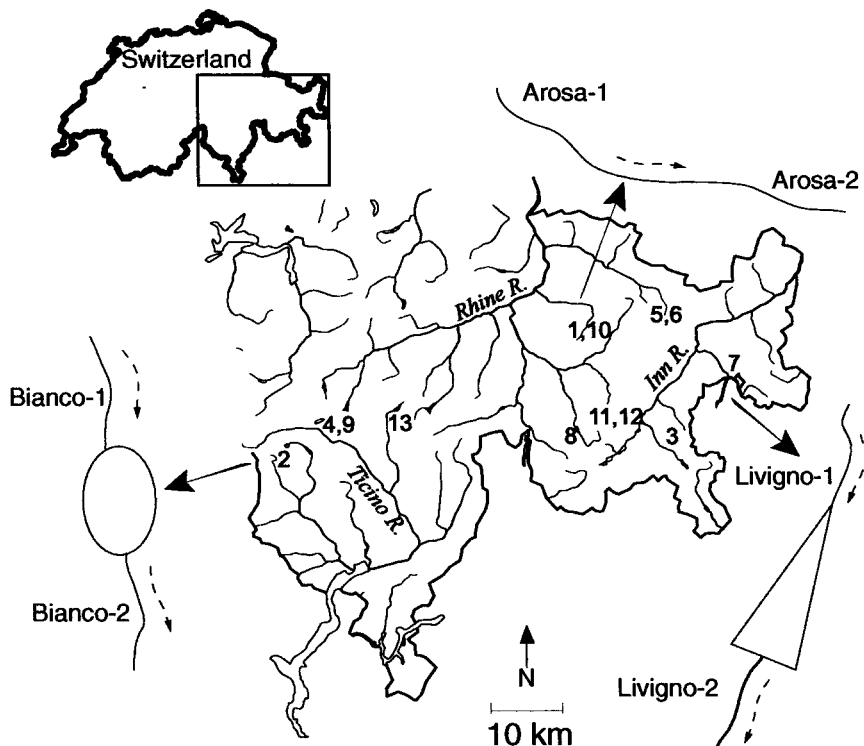 Switzerland
Arosa-1
Arosa-2
Rhine R.
1,10
5,6
Inn R.
7
Bianco-1
4,9
13
11,12
8
3
2
Ticino R.
Livigno-1
Bianco-2
N
Livigno-2
10 km